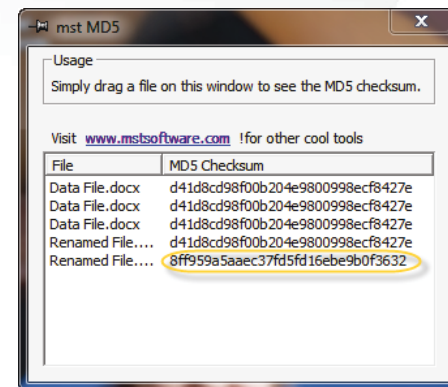 mst MD5
x
Usage
Simply drag a file on this window to see the MD5 checksum.
Visit www.mstsoftware.com !for other cool tools
File MD5 Checksum
Data File.docx d41d8cd98f00b204e9800998ecf8427e
Data File.docx d41d8cd98f00b204e9800998ecf8427e
Data File.docx d41d8cd98f00b204e9800998ecf8427e
Renamed File.... d41d8cd98f00b204e9800998ecf8427e
Renamed File.... 8ff959a5aaec37fd5fd16ebe9b0f3632